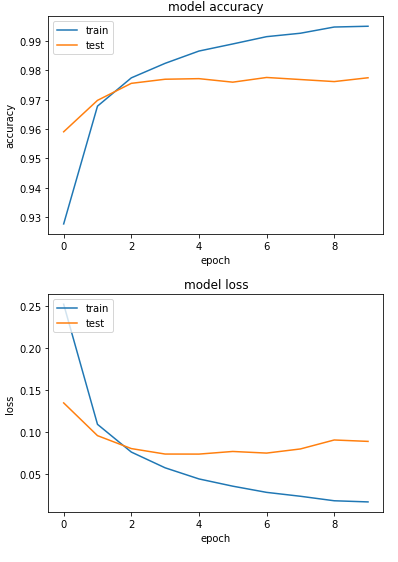 model accuracy
train
test
0.99
0.98
0.97
0.96
0.95
0.94
0.93
accuracy
0 2 4 6 8
epoch
model loss
train
test
0.25
0.20
0.15
0.10
0.05
loss
0 2 4 6 8
epoch